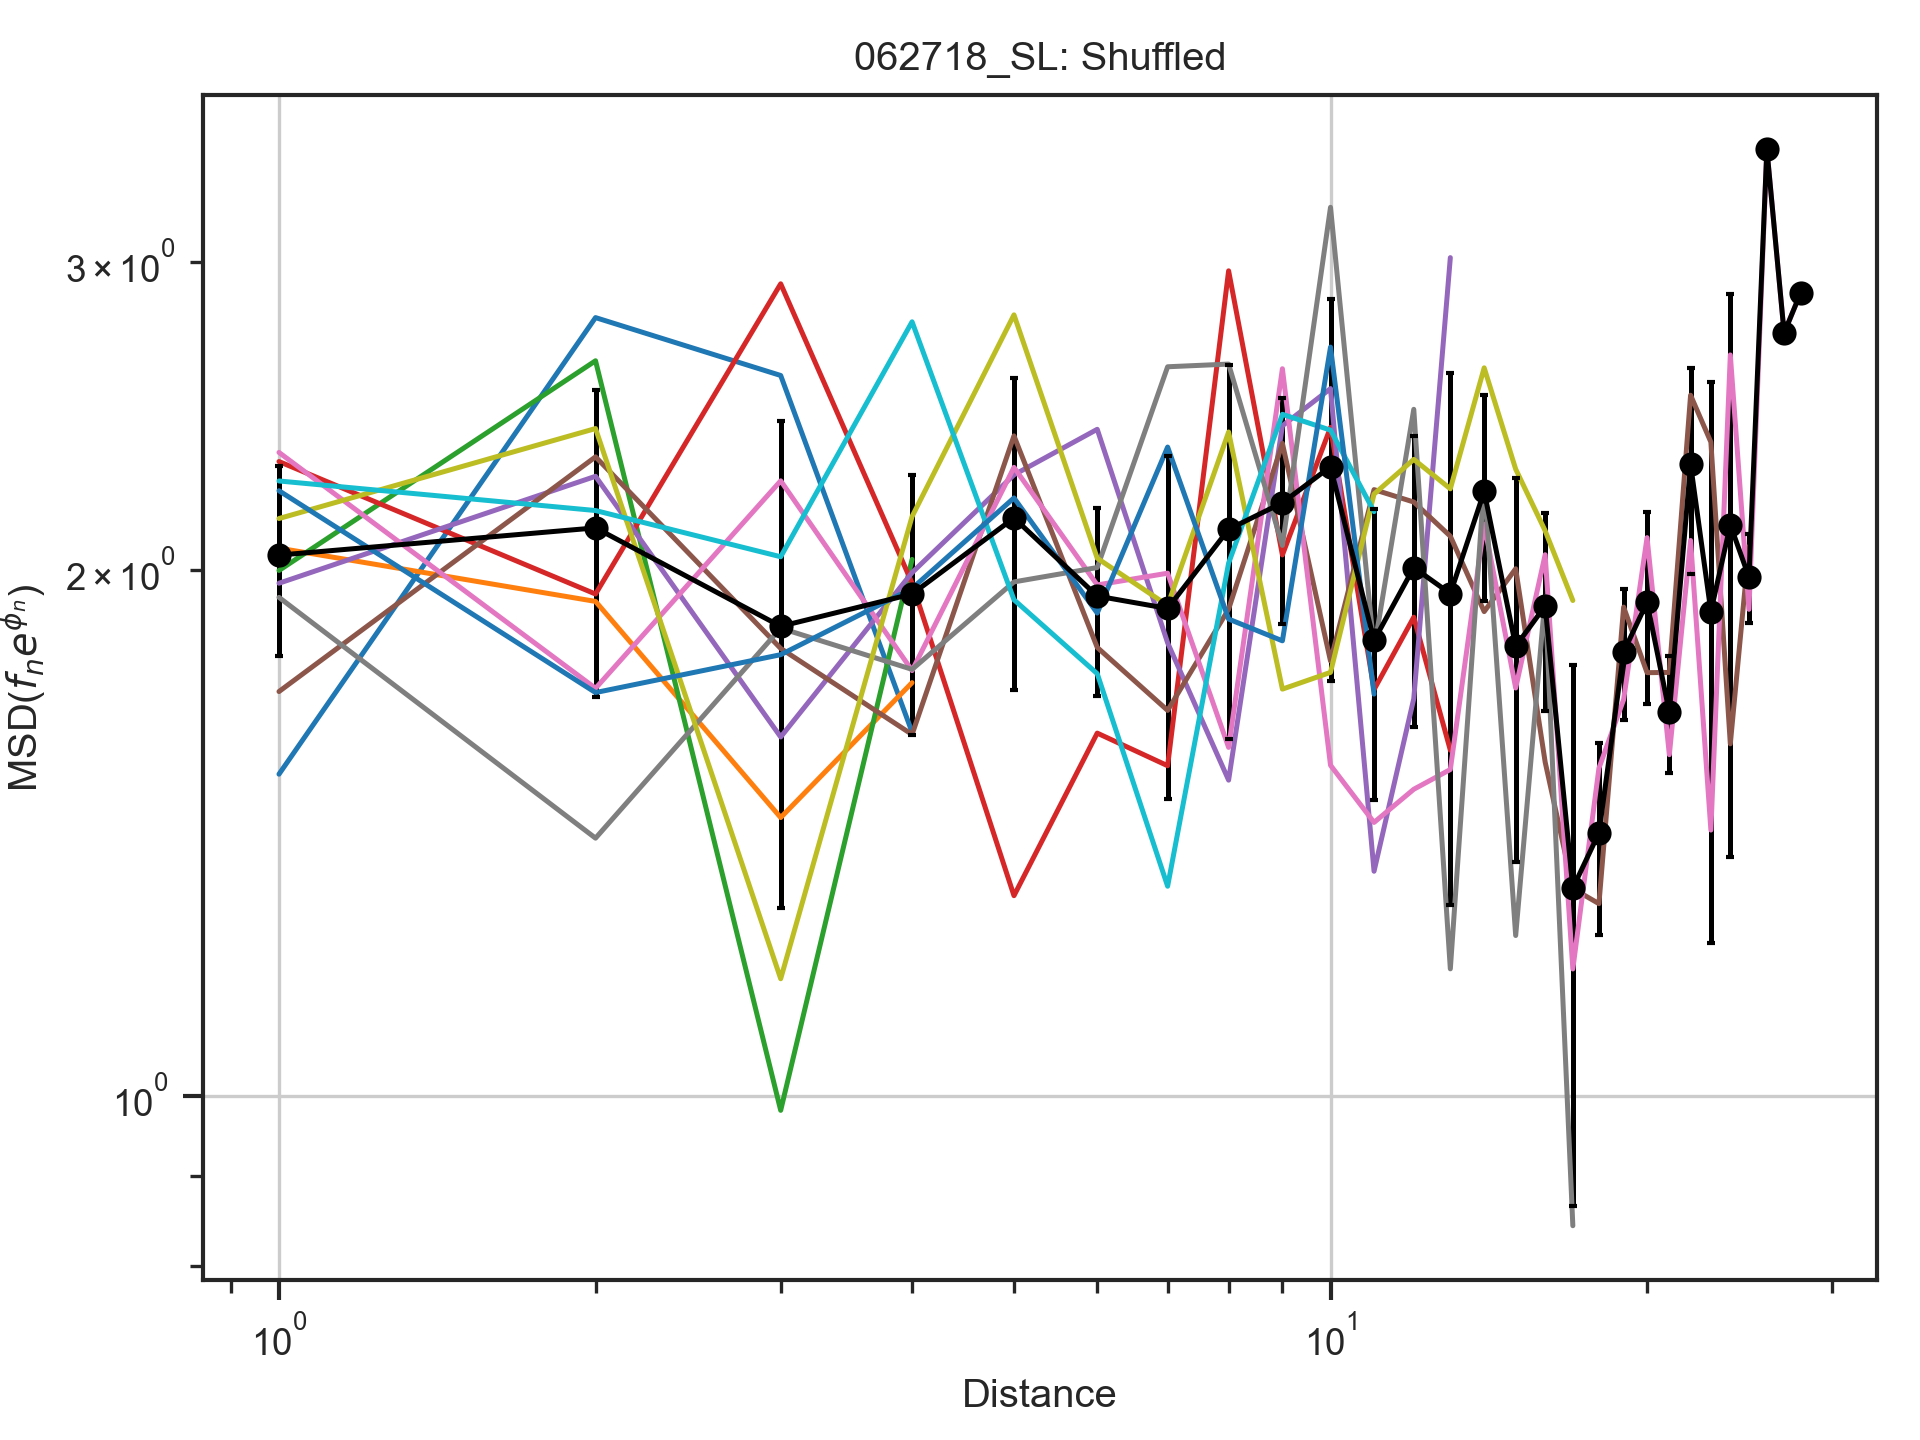 062718_SL: Shuffled
MSD(fₙe^ϕₙ)
3 × 10⁰
2 × 10⁰
10⁰
10⁰
10¹
Distance